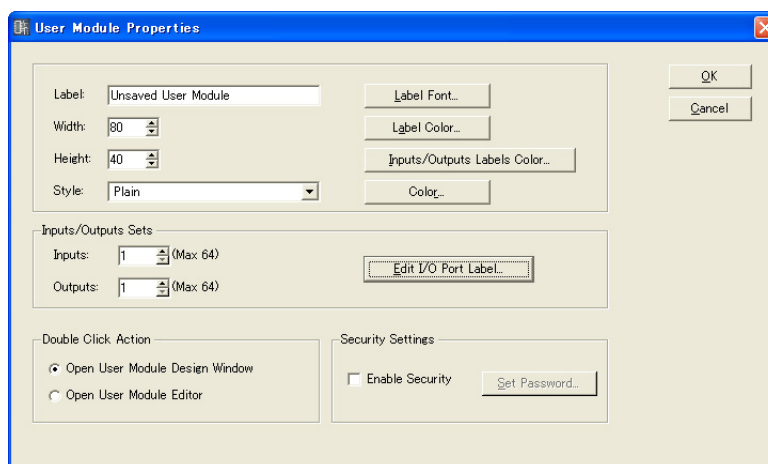 User Module Properties
Label: Unsaved User Module Label Font... OK
Width: 80 Label Color... Cancel
Height: 40 Inputs/Outputs Labels Color...
Style: Plain Color...
Inputs/Outputs Sets
Inputs: 1 (Max 64)
Edit I/O Port Label...
Outputs: 1 (Max 64)
Double Click Action Security Settings
Open User Module Design Window
Enable Security Set Password...
Open User Module Editor